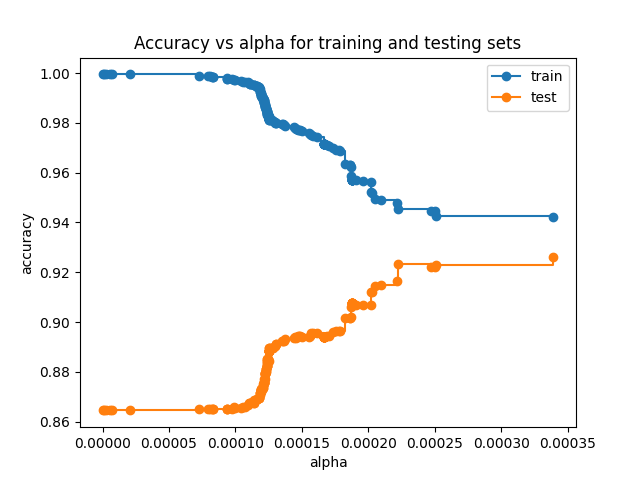 Accuracy vs alpha for training and testing sets
train
test
accuracy
1.00
0.98
0.96
0.94
0.92
0.90
0.88
0.86
0.00000 0.00005 0.00010 0.00015 0.00020 0.00025 0.00030 0.00035
alpha